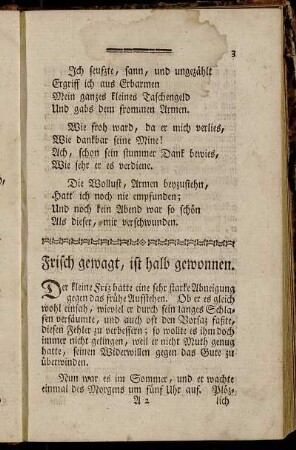 3
Ich seufzte, sann, und ungezählt
Ergriff ich aus Erbarmen
Mein ganzes kleines Taschengeld
Und gabs dem frommen Armen.
Wie froh ward, da er mich verlies,
Wie dankbar seine Mine!
Ach, schon sein stummer Dank bewies,
Wie sehr er es verdiene.
Die Wollust, Armen beyzustehn,
Hatt' ich noch nie empfunden;
Und noch kein Abend war so schön
Als dieser, mir verschwunden.
Frisch gewagt, ist halb gewonnen.
Der kleine Friz hatte eine sehr starke Abneigung
gegen das frühe Aufstehen. Ob er es gleich
wohl einsah, wieviel er durch sein langes Schla-
fen versäumte, und auch oft den Vorsaz faßte,
diesen Fehler zu verbessern; so wollte es ihm doch
immer nicht gelingen, weil er nicht Muth genug
hatte, seinen Widerwillen gegen das Gute zu
überwinden.
Nun war es im Sommer, und er wachte
einmal des Morgens um fünf Uhr auf. Plöz-
A 2 lich